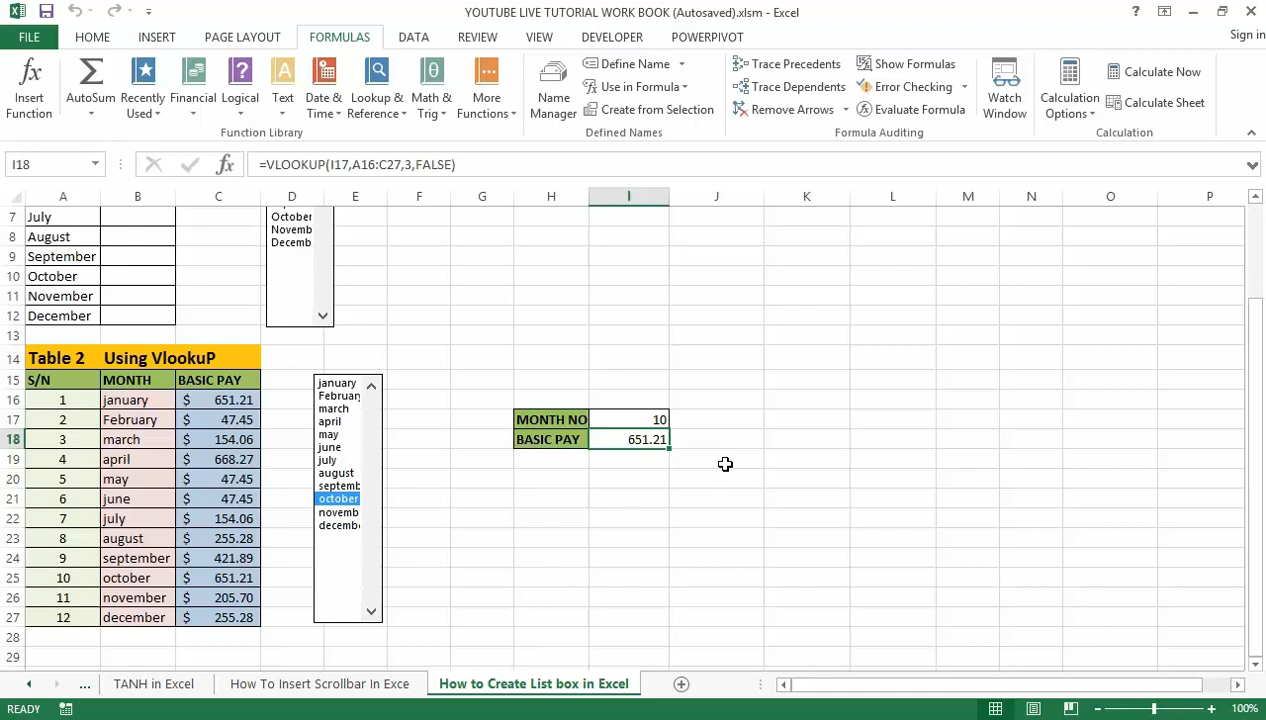 YOUTUBE LIVE TUTORIAL WORK BOOK (Autosaved).xlsm - Excel
FILE HOME INSERT PAGE LAYOUT FORMULAS DATA REVIEW VIEW DEVELOPER POWERPIVOT Sign in
Insert Function
AutoSum
Recently Used
Financial
Logical
Text
Date & Time
Lookup & Reference
Math & Trig
More Functions
Function Library
Name Manager
Define Name
Use in Formula
Create from Selection
Defined Names
Trace Precedents
Trace Dependents
Remove Arrows
Show Formulas
Error Checking
Evaluate Formula
Formula Auditing
Watch Window
Calculation Options
Calculate Now
Calculate Sheet
Calculation
I18 fx =VLOOKUP(I17,A16:C27,3,FALSE)
A B C D E F G H I J K L M N O P
7 July
8 August
9 September
10 October
11 November
12 December
13
October
Novemb
Decemb
14 Table 2 Using VlookuP
15 S/N MONTH BASIC PAY
16 1 january $ 651.21
17 2 February $ 47.45
18 3 march $ 154.06
19 4 april $ 668.27
20 5 may $ 47.45
21 6 june $ 47.45
22 7 july $ 154.06
23 8 august $ 255.28
24 9 september $ 421.89
25 10 october $ 651.21
26 11 november $ 205.70
27 12 december $ 255.28
28
29
january
February
march
april
may
june
july
august
septemb
october
novemb
decembe
MONTH NO 10
BASIC PAY 651.21
... TANH in Excel How To Insert Scrollbar In Exce How to Create List box in Excel
READY 100%